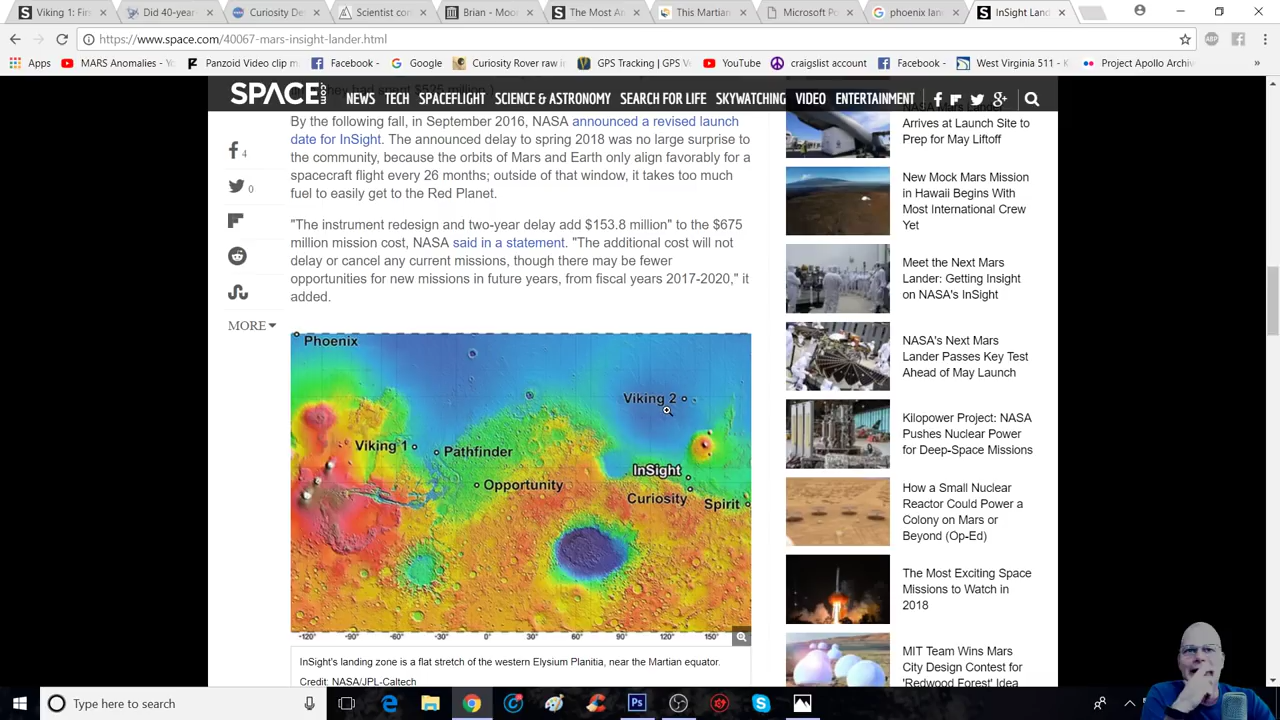 Viking 1: Firs
Did 40-year-
Curiosity De
Scientist con
Brian - Moon
The Most Am
This Martian
Microsoft Po
phoenix lan
InSight Land
https://www.space.com/40067-mars-insight-lander.html
Apps
MARS Anomalies - Yo
Panzoid Video clip m
Facebook -
Google
Curiosity Rover raw i
GPS Tracking | GPS V
YouTube
craigslist account
Facebook -
West Virginia 511 - K
Project Apollo Archiv
SPACE.com
NEWS TECH SPACEFLIGHT SCIENCE & ASTRONOMY SEARCH FOR LIFE SKYWATCHING VIDEO ENTERTAINMENT
By the following fall, in September 2016, NASA announced a revised launch
date for InSight. The announced delay to spring 2018 was no large surprise to
the community, because the orbits of Mars and Earth only align favorably for a
spacecraft flight every 26 months; outside of that window, it takes too much
fuel to easily get to the Red Planet.
"The instrument redesign and two-year delay add $153.8 million" to the $675
million mission cost, NASA said in a statement. "The additional cost will not
delay or cancel any current missions, though there may be fewer
opportunities for new missions in future years, from fiscal years 2017-2020," it
added.
4
0
MORE
Phoenix
Viking 2
Viking 1
Pathfinder
InSight
Opportunity
Curiosity
Spirit
-120° -90° -60° 0° 30° 60° 90° 120° 150°
InSight's landing zone is a flat stretch of the western Elysium Planitia, near the Martian equator.
Credit: NASA/JPL-Caltech
NASA Mars Lander
Arrives at Launch Site to
Prep for May Liftoff
New Mock Mars Mission
in Hawaii Begins With
Most International Crew
Yet
Meet the Next Mars
Lander: Getting Insight
on NASA's InSight
NASA's Next Mars
Lander Passes Key Test
Ahead of May Launch
Kilopower Project: NASA
Pushes Nuclear Power
for Deep-Space Missions
How a Small Nuclear
Reactor Could Power a
Colony on Mars or
Beyond (Op-Ed)
The Most Exciting Space
Missions to Watch in
2018
MIT Team Wins Mars
City Design Contest for
'Redwood Forest' Idea
Type here to search